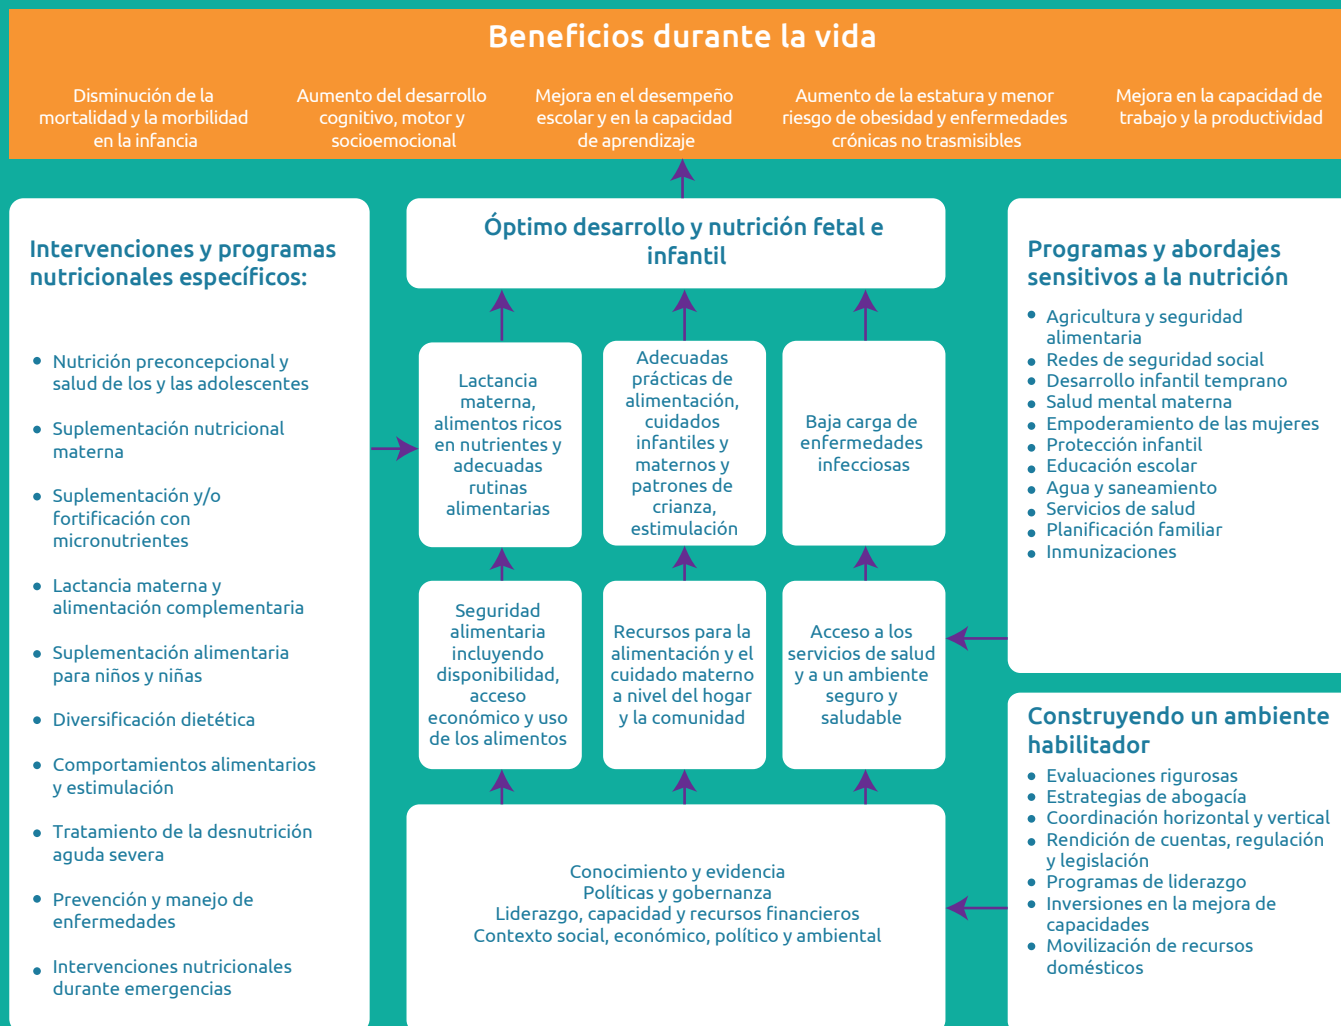 Beneficios durante la vida
Disminución de la
mortalidad y la morbilidad
en la infancia
Aumento del desarrollo
cognitivo, motor y
socioemocional
Mejora en el desempeño
escolar y en la capacidad
de aprendizaje
Aumento de la estatura y menor
riesgo de obesidad y enfermedades
crónicas no trasmisibles
Mejora en la capacidad de
trabajo y la productividad
Intervenciones y programas
nutricionales específicos:
• Nutrición preconcepcional y
salud de los y las adolescentes
• Suplementación nutricional
materna
• Suplementación y/o
fortificación con
micronutrientes
• Lactancia materna y
alimentación complementaria
• Suplementación alimentaria
para niños y niñas
• Diversificación dietética
• Comportamientos alimentarios
y estimulación
• Tratamiento de la desnutrición
aguda severa
• Prevención y manejo de
enfermedades
• Intervenciones nutricionales
durante emergencias
Óptimo desarrollo y nutrición fetal e
infantil
Lactancia
materna,
alimentos ricos
en nutrientes y
adecuadas
rutinas
alimentarias
Adecuadas
prácticas de
alimentación,
cuidados
infantiles y
maternos y
patrones de
crianza,
estimulación
Baja carga de
enfermedades
infecciosas
Seguridad
alimentaria
incluyendo
disponibilidad,
acceso
económico y uso
de los alimentos
Recursos para la
alimentación y el
cuidado materno
a nivel del hogar
y la comunidad
Acceso a los
servicios de salud
y a un ambiente
seguro y
saludable
Conocimiento y evidencia
Políticas y gobernanza
Liderazgo, capacidad y recursos financieros
Contexto social, económico, político y ambiental
Programas y abordajes
sensitivos a la nutrición
• Agricultura y seguridad
alimentaria
• Redes de seguridad social
• Desarrollo infantil temprano
• Salud mental materna
• Empoderamiento de las mujeres
• Protección infantil
• Educación escolar
• Agua y saneamiento
• Servicios de salud
• Planificación familiar
• Inmunizaciones
Construyendo un ambiente
habilitador
• Evaluaciones rigurosas
• Estrategias de abogacía
• Coordinación horizontal y vertical
• Rendición de cuentas, regulación
y legislación
• Programas de liderazgo
• Inversiones en la mejora de
capacidades
• Movilización de recursos
domésticos